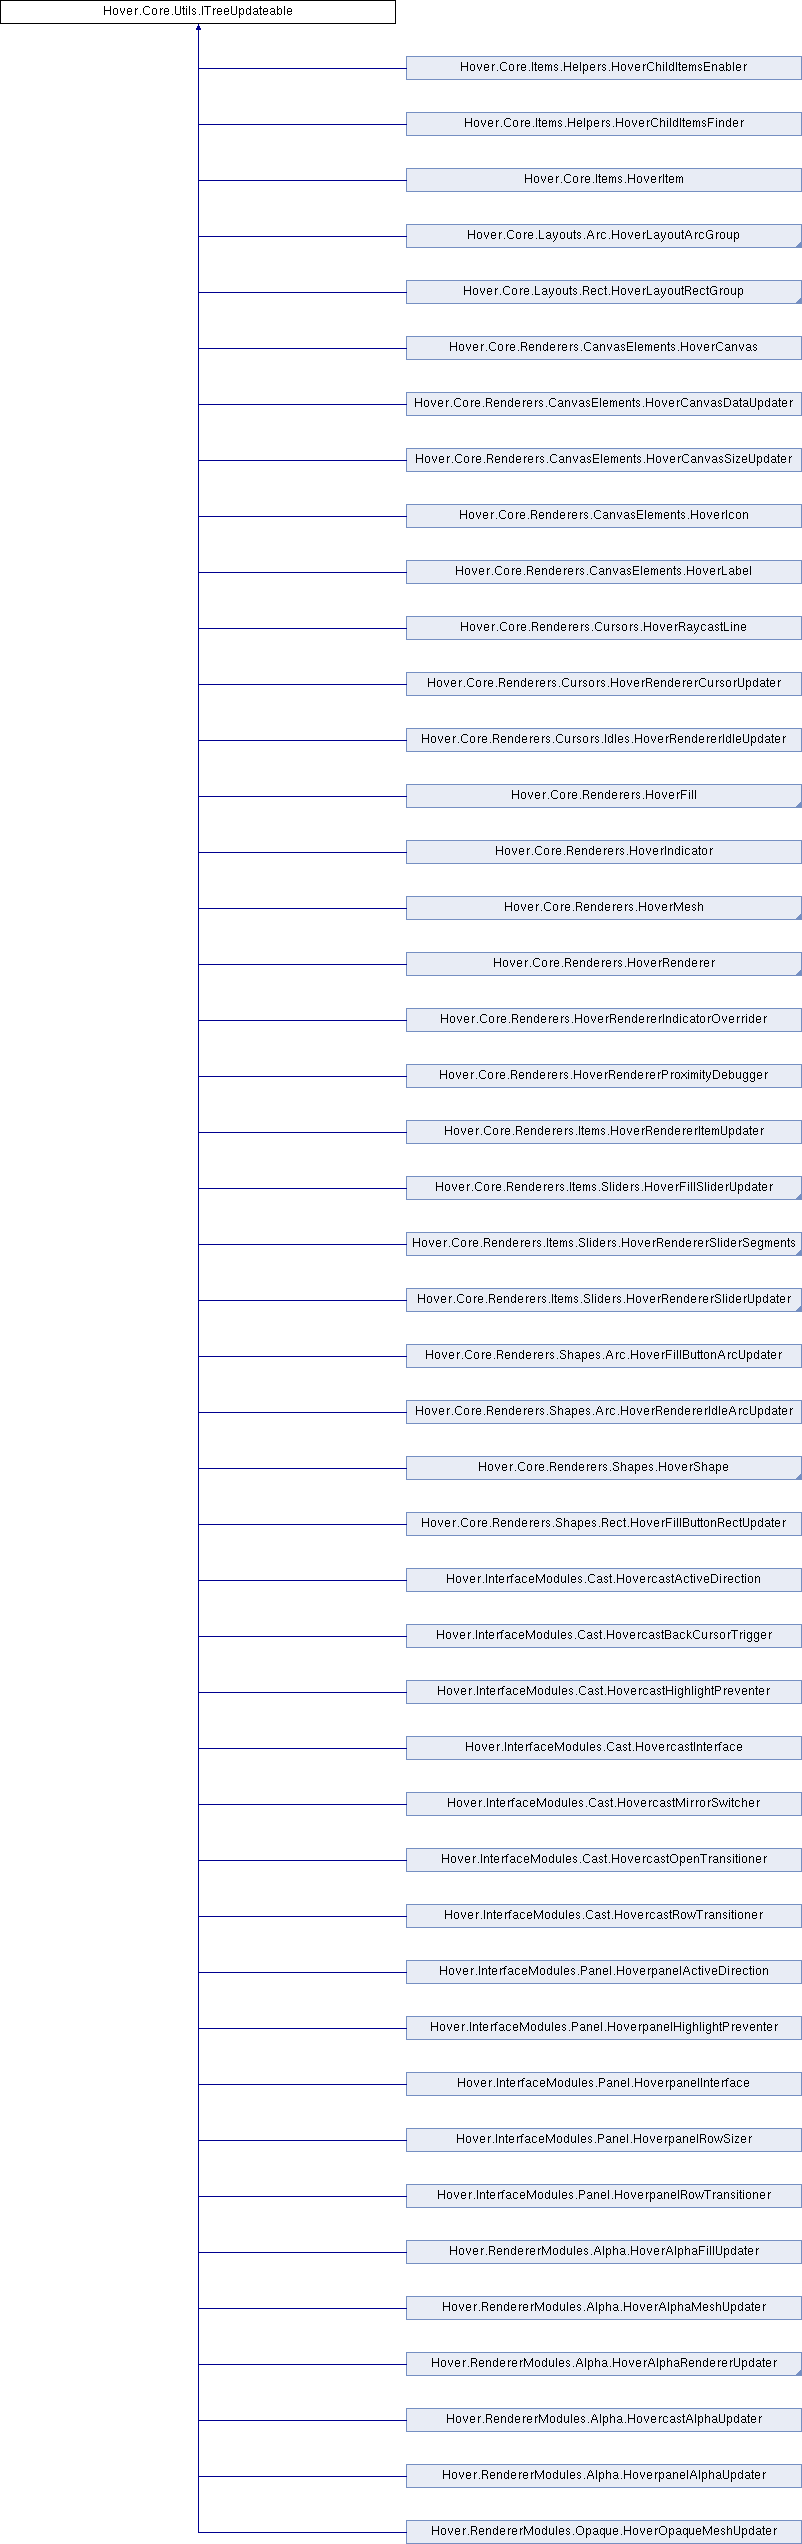 Hover.Core.Utils.ITreeUpdateable
Hover.Core.Items.Helpers.HoverChildItemsEnabler
Hover.Core.Items.Helpers.HoverChildItemsFinder
Hover.Core.Items.HoverItem
Hover.Core.Layouts.Arc.HoverLayoutArcGroup
Hover.Core.Layouts.Rect.HoverLayoutRectGroup
Hover.Core.Renderers.CanvasElements.HoverCanvas
Hover.Core.Renderers.CanvasElements.HoverCanvasDataUpdater
Hover.Core.Renderers.CanvasElements.HoverCanvasSizeUpdater
Hover.Core.Renderers.CanvasElements.HoverIcon
Hover.Core.Renderers.CanvasElements.HoverLabel
Hover.Core.Renderers.Cursors.HoverRaycastLine
Hover.Core.Renderers.Cursors.HoverRendererCursorUpdater
Hover.Core.Renderers.Cursors.Idles.HoverRendererIdleUpdater
Hover.Core.Renderers.HoverFill
Hover.Core.Renderers.HoverIndicator
Hover.Core.Renderers.HoverMesh
Hover.Core.Renderers.HoverRenderer
Hover.Core.Renderers.HoverRendererIndicatorOverrider
Hover.Core.Renderers.HoverRendererProximityDebugger
Hover.Core.Renderers.Items.HoverRendererItemUpdater
Hover.Core.Renderers.Items.Sliders.HoverFillSliderUpdater
Hover.Core.Renderers.Items.Sliders.HoverRendererSliderSegments
Hover.Core.Renderers.Items.Sliders.HoverRendererSliderUpdater
Hover.Core.Renderers.Shapes.Arc.HoverFillButtonArcUpdater
Hover.Core.Renderers.Shapes.Arc.HoverRendererIdleArcUpdater
Hover.Core.Renderers.Shapes.HoverShape
Hover.Core.Renderers.Shapes.Rect.HoverFillButtonRectUpdater
Hover.InterfaceModules.Cast.HovercastActiveDirection
Hover.InterfaceModules.Cast.HovercastBackCursorTrigger
Hover.InterfaceModules.Cast.HovercastHighlightPreventer
Hover.InterfaceModules.Cast.HovercastInterface
Hover.InterfaceModules.Cast.HovercastMirrorSwitcher
Hover.InterfaceModules.Cast.HovercastOpenTransitioner
Hover.InterfaceModules.Cast.HovercastRowTransitioner
Hover.InterfaceModules.Panel.HoverpanelActiveDirection
Hover.InterfaceModules.Panel.HoverpanelHighlightPreventer
Hover.InterfaceModules.Panel.HoverpanelInterface
Hover.InterfaceModules.Panel.HoverpanelRowSizer
Hover.InterfaceModules.Panel.HoverpanelRowTransitioner
Hover.RendererModules.Alpha.HoverAlphaFillUpdater
Hover.RendererModules.Alpha.HoverAlphaMeshUpdater
Hover.RendererModules.Alpha.HoverAlphaRendererUpdater
Hover.RendererModules.Alpha.HovercastAlphaUpdater
Hover.RendererModules.Alpha.HoverpanelAlphaUpdater
Hover.RendererModules.Opaque.HoverOpaqueMeshUpdater